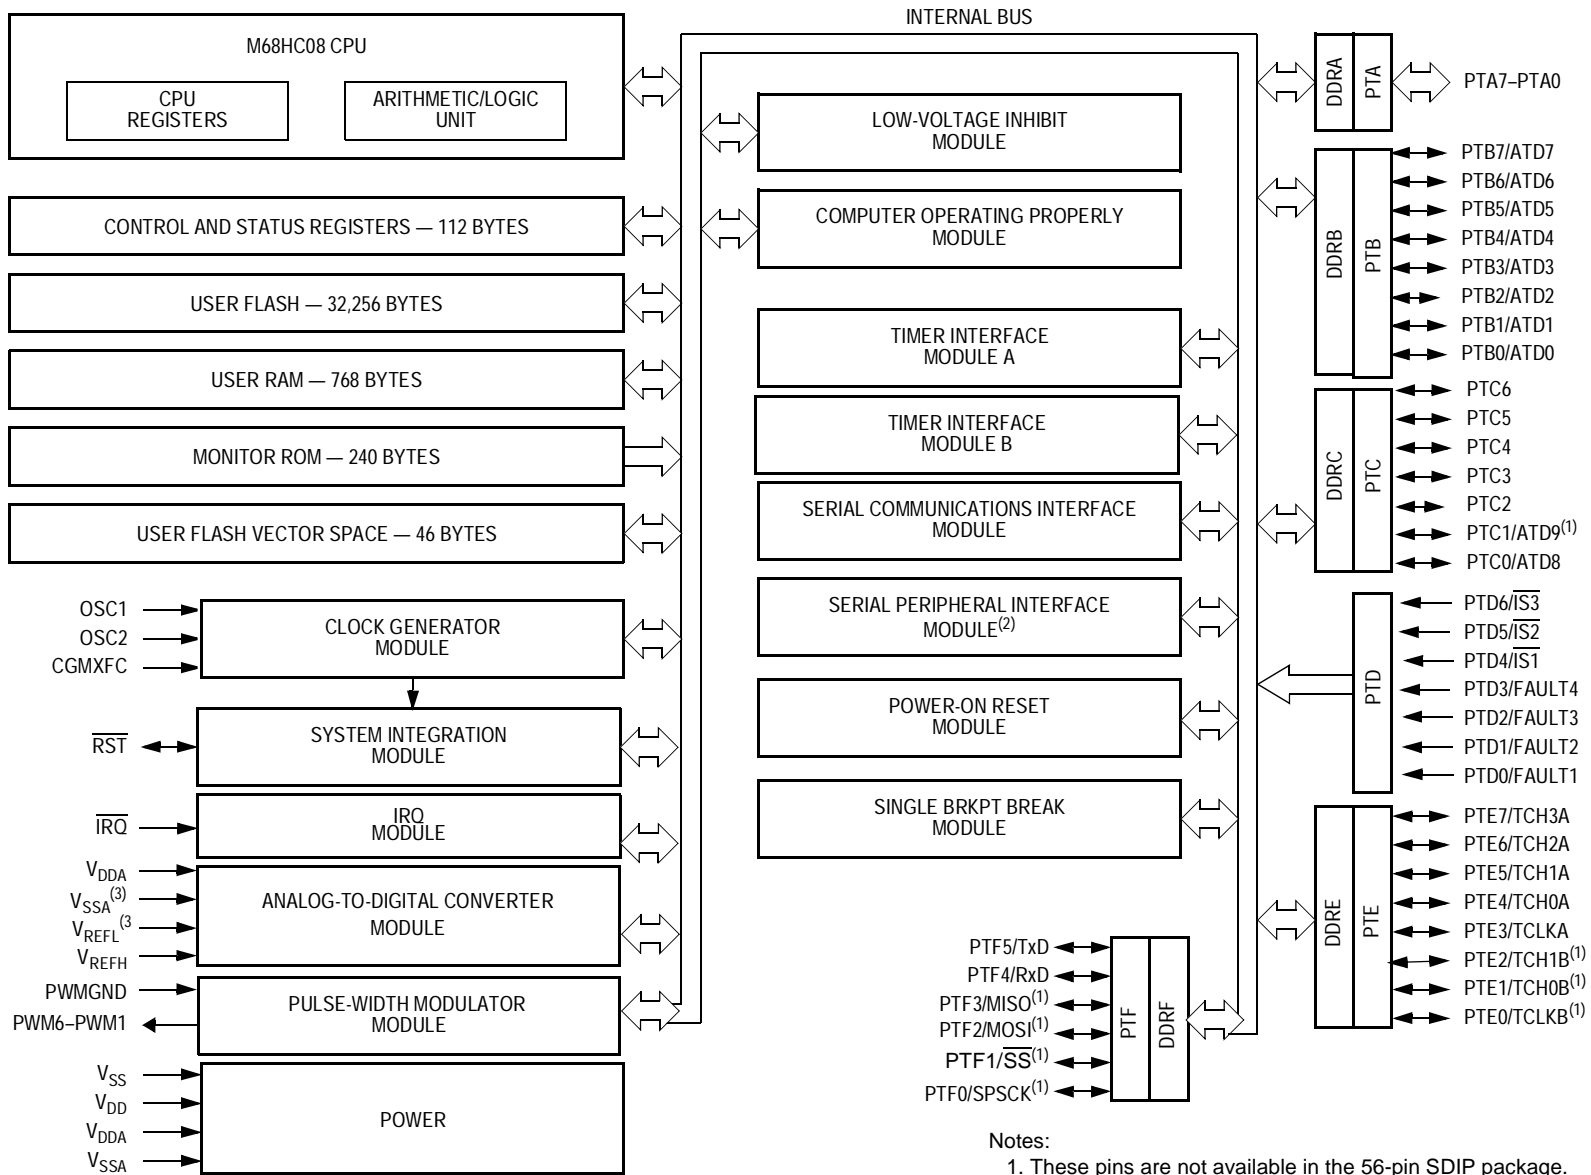 INTERNAL BUS
M68HC08 CPU
CPU
REGISTERS
ARITHMETIC/LOGIC
UNIT
CONTROL AND STATUS REGISTERS — 112 BYTES
USER FLASH — 32,256 BYTES
USER RAM — 768 BYTES
MONITOR ROM — 240 BYTES
USER FLASH VECTOR SPACE — 46 BYTES
OSC1
OSC2
CGMXFC
CLOCK GENERATOR
MODULE
RST
SYSTEM INTEGRATION
MODULE
IRQ
IRQ
MODULE
VDDA
VSSA(3)
VREFL(3
VREFH
ANALOG-TO-DIGITAL CONVERTER
MODULE
PWMGND
PWM6–PWM1
PULSE-WIDTH MODULATOR
MODULE
VSS
VDD
VDDA
VSSA
POWER
LOW-VOLTAGE INHIBIT
MODULE
COMPUTER OPERATING PROPERLY
MODULE
TIMER INTERFACE
MODULE A
TIMER INTERFACE
MODULE B
SERIAL COMMUNICATIONS INTERFACE
MODULE
SERIAL PERIPHERAL INTERFACE
MODULE(2)
POWER-ON RESET
MODULE
SINGLE BRKPT BREAK
MODULE
PTF5/TxD
PTF4/RxD
PTF3/MISO(1)
PTF2/MOSI(1)
PTF1/SS(1)
PTF0/SPSCK(1)
PTF
DDRF
DDRA
PTA
PTA7–PTA0
DDRB
PTB
PTB7/ATD7
PTB6/ATD6
PTB5/ATD5
PTB4/ATD4
PTB3/ATD3
PTB2/ATD2
PTB1/ATD1
PTB0/ATD0
DDRC
PTC
PTC6
PTC5
PTC4
PTC3
PTC2
PTC1/ATD9(1)
PTC0/ATD8
PTD
PTD6/IS3
PTD5/IS2
PTD4/IS1
PTD3/FAULT4
PTD2/FAULT3
PTD1/FAULT2
PTD0/FAULT1
DDRE
PTE
PTE7/TCH3A
PTE6/TCH2A
PTE5/TCH1A
PTE4/TCH0A
PTE3/TCLKA
PTE2/TCH1B(1)
PTE1/TCH0B(1)
PTE0/TCLKB(1)
Notes:
1. These pins are not available in the 56-pin SDIP package.